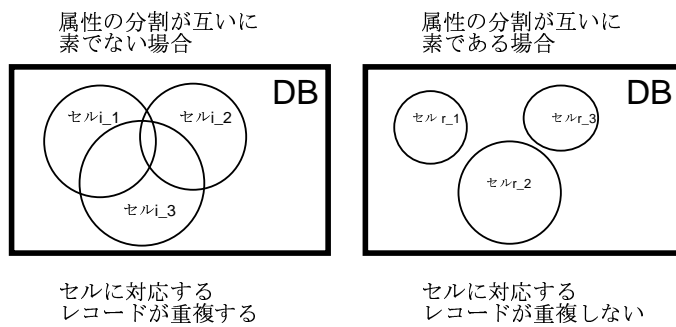 属性の分割が互いに
素でない場合
DB
セルi_1
セルi_2
セルi_3
セルに対応する
レコードが重複する
属性の分割が互いに
素である場合
DB
セル r_1
セルr_3
セルr_2
セルに対応する
レコードが重複しない